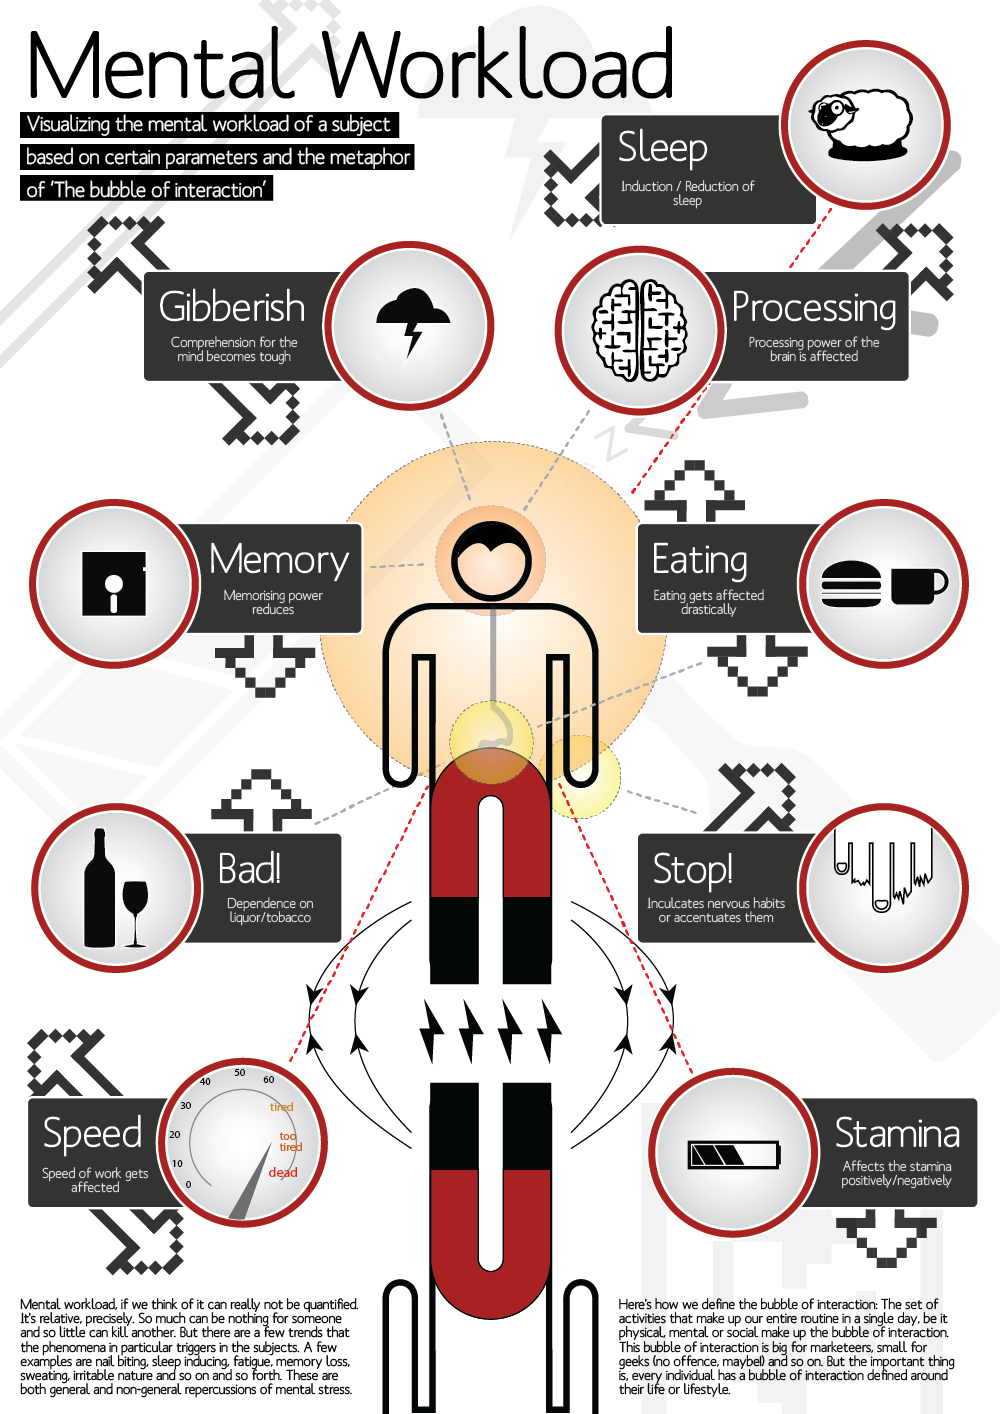 Mental Workload
Visualizing the mental workload of a subject
based on certain parameters and the metaphor
of 'The bubble of interaction'
Sleep
Induction / Reduction of
sleep
Gibberish
Comprehension for the
mind becomes tough
Processing
Processing power of the
brain is affected
Z
Memory
Memorising power
reduces
Eating
Eating gets affected
drastically
Bad!
Dependence on
liquor/tobacco
Stop!
Inculcates nervous habits
or accentuates them
Speed
Speed of work gets
affected
0
10
20
30
40
50
60
tired
too
tired
dead
Stamina
Affects the stamina
positively/negatively
Mental workload, if we think of it can really not be quantified.
It's relative, precisely. So much can be nothing for someone
and so little can kill another. But there are a few trends that
the phenomena in particular triggers in the subjects. A few
examples are nail biting, sleep inducing, fatigue, memory loss,
sweating, irritable nature and so on and so forth. These are
both general and non-general repercussions of mental stress.
Here's how we define the bubble of interaction: The set of
activities that make up our entire routine in a single day, be it
physical, mental or social make up the bubble of interaction.
This bubble of interaction is big for marketeers, small for
geeks (no offence, maybe!) and so on. But the important thing
is, every individual has a bubble of interaction defined around
their life or lifestyle.